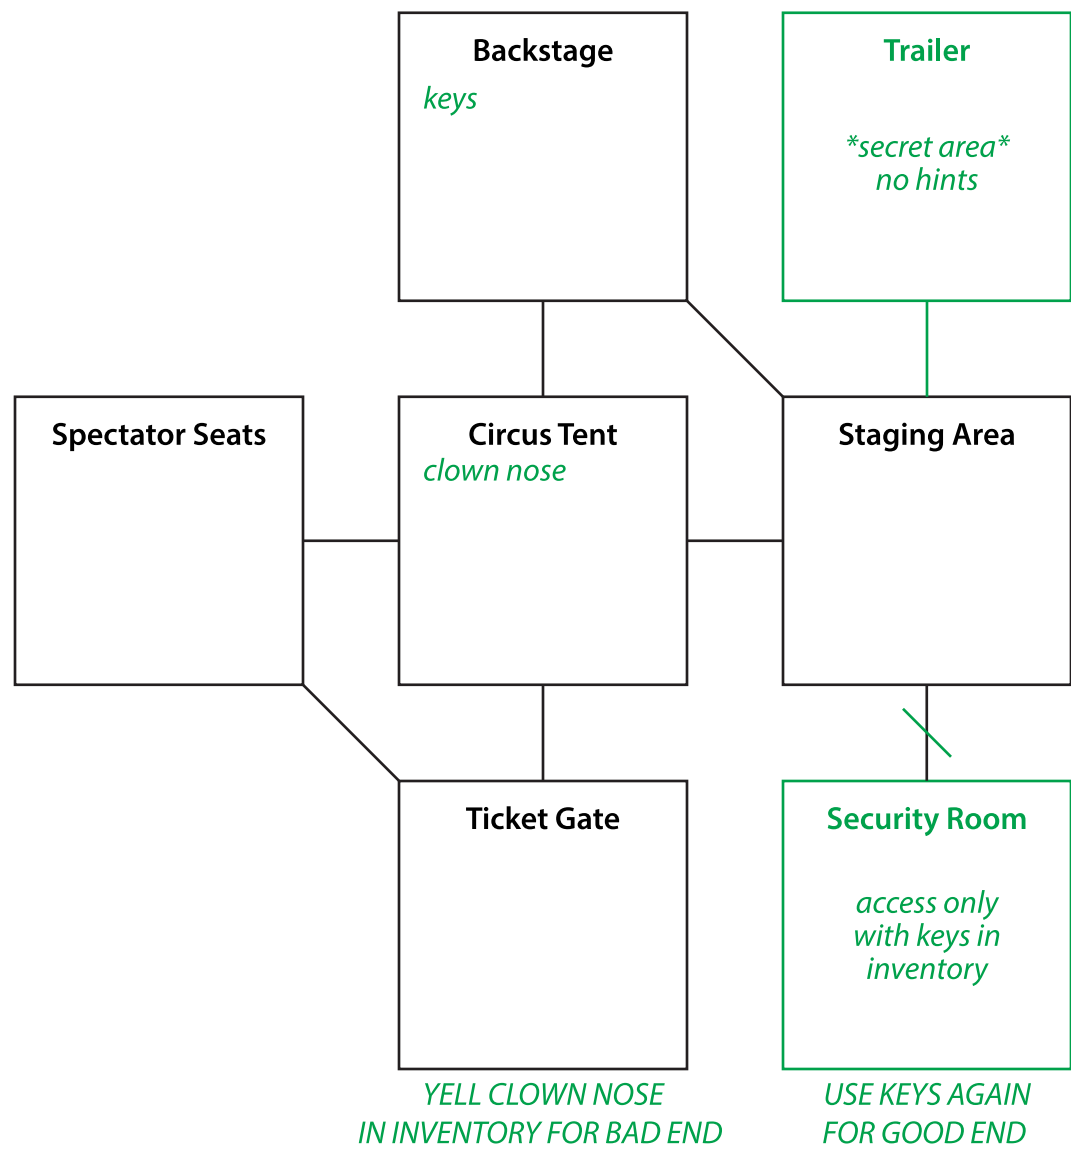 Backstage
keys
Trailer
*secret area*
no hints
Spectator Seats
Circus Tent
clown nose
Staging Area
Ticket Gate
Security Room
access only
with keys in
inventory
YELL CLOWN NOSE
IN INVENTORY FOR BAD END
USE KEYS AGAIN
FOR GOOD END